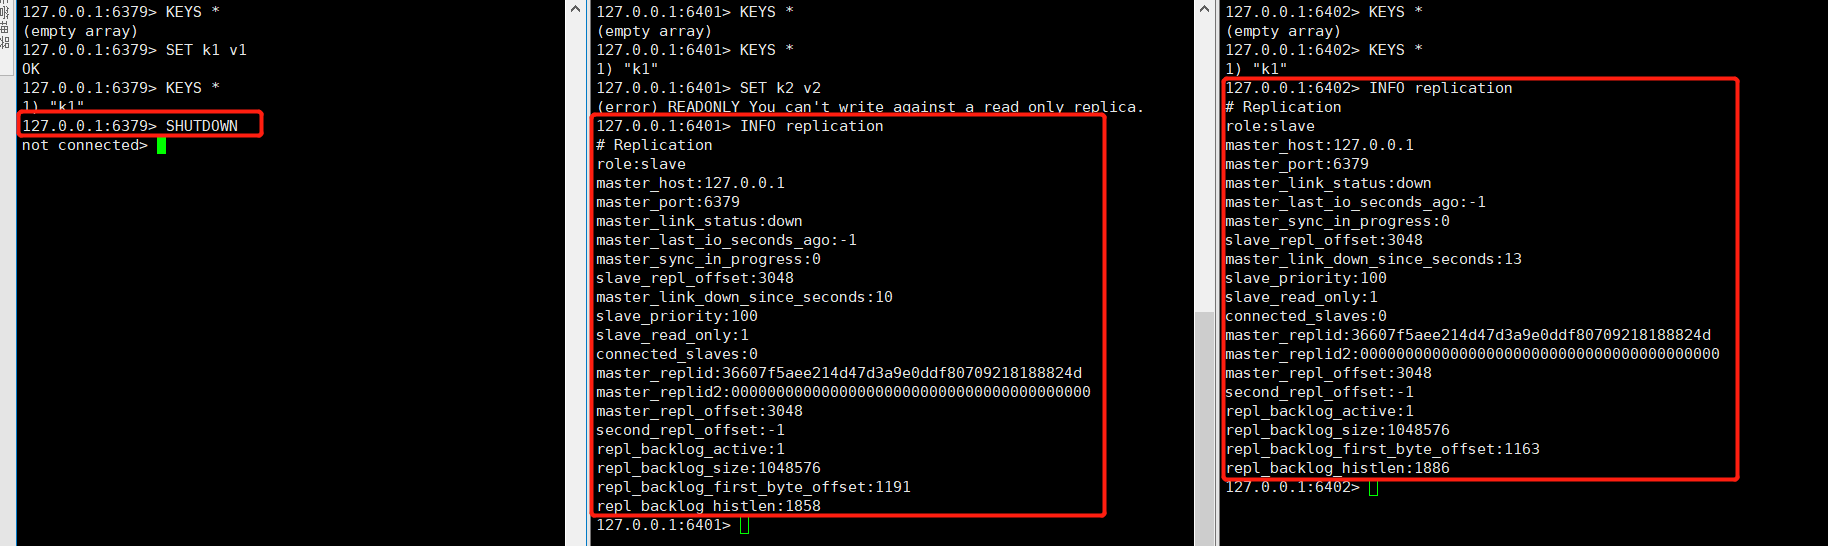 管理器
127.0.0.1:6379> KEYS *
(empty array)
127.0.0.1:6379> SET k1 v1
OK
127.0.0.1:6379> KEYS *
1) "k1"
127.0.0.1:6379> SHUTDOWN
not connected>
127.0.0.1:6401> KEYS *
(empty array)
127.0.0.1:6401> KEYS *
1) "k1"
127.0.0.1:6401> SET k2 v2
(error) READONLY You can't write against a read only replica.
127.0.0.1:6401> INFO replication
# Replication
role:slave
master_host:127.0.0.1
master_port:6379
master_link_status:down
master_last_io_seconds_ago:-1
master_sync_in_progress:0
slave_repl_offset:3048
master_link_down_since_seconds:10
slave_priority:100
slave_read_only:1
connected_slaves:0
master_replid:36607f5aee214d47d3a9e0ddf80709218188824d
master_replid2:0000000000000000000000000000000000000000
master_repl_offset:3048
second_repl_offset:-1
repl_backlog_active:1
repl_backlog_size:1048576
repl_backlog_first_byte_offset:1191
repl_backlog_histlen:1858
127.0.0.1:6401>
127.0.0.1:6402> KEYS *
(empty array)
127.0.0.1:6402> KEYS *
1) "k1"
127.0.0.1:6402> INFO replication
# Replication
role:slave
master_host:127.0.0.1
master_port:6379
master_link_status:down
master_last_io_seconds_ago:-1
master_sync_in_progress:0
slave_repl_offset:3048
master_link_down_since_seconds:13
slave_priority:100
slave_read_only:1
connected_slaves:0
master_replid:36607f5aee214d47d3a9e0ddf80709218188824d
master_replid2:0000000000000000000000000000000000000000
master_repl_offset:3048
second_repl_offset:-1
repl_backlog_active:1
repl_backlog_size:1048576
repl_backlog_first_byte_offset:1163
repl_backlog_histlen:1886
127.0.0.1:6402>